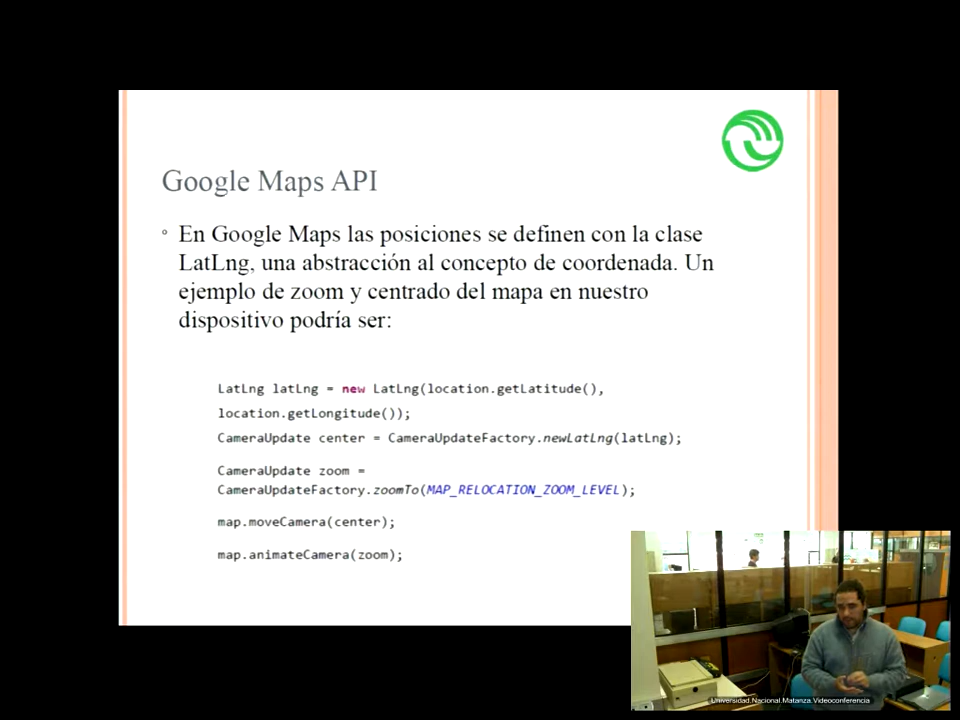 Google Maps API
◦ En Google Maps las posiciones se definen con la clase
LatLng, una abstracción al concepto de coordenada. Un
ejemplo de zoom y centrado del mapa en nuestro
dispositivo podría ser:
LatLng latLng = new LatLng(location.getLatitude(),
location.getLongitude());
CameraUpdate center = CameraUpdateFactory.newLatLng(latLng);
CameraUpdate zoom =
CameraUpdateFactory.zoomTo(MAP_RELOCATION_ZOOM_LEVEL);
map.moveCamera(center);
map.animateCamera(zoom);
Universidad.Nacional.Matanza.Videoconferencia